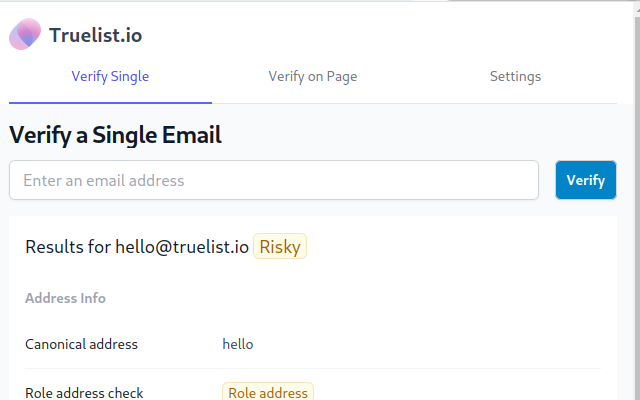 Truelist.io
Verify Single Verify on Page Settings
Verify a Single Email
Enter an email address Verify
Results for hello@truelist.io Risky
Address Info
Canonical address hello
Role address check Role address